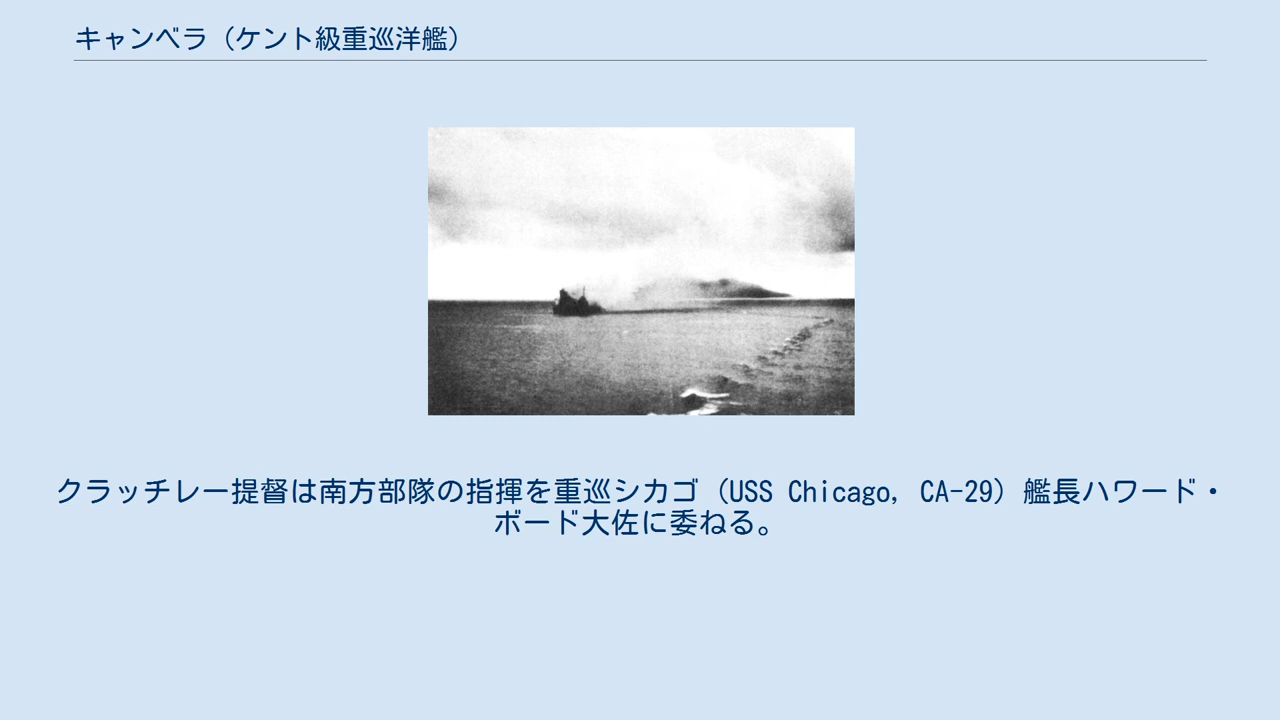 キャンベラ（ケント級重巡洋艦）
クラッチレー提督は南方部隊の指揮を重巡シカゴ（USS Chicago, CA-29）艦長ハワード・
ボード大佐に委ねる。